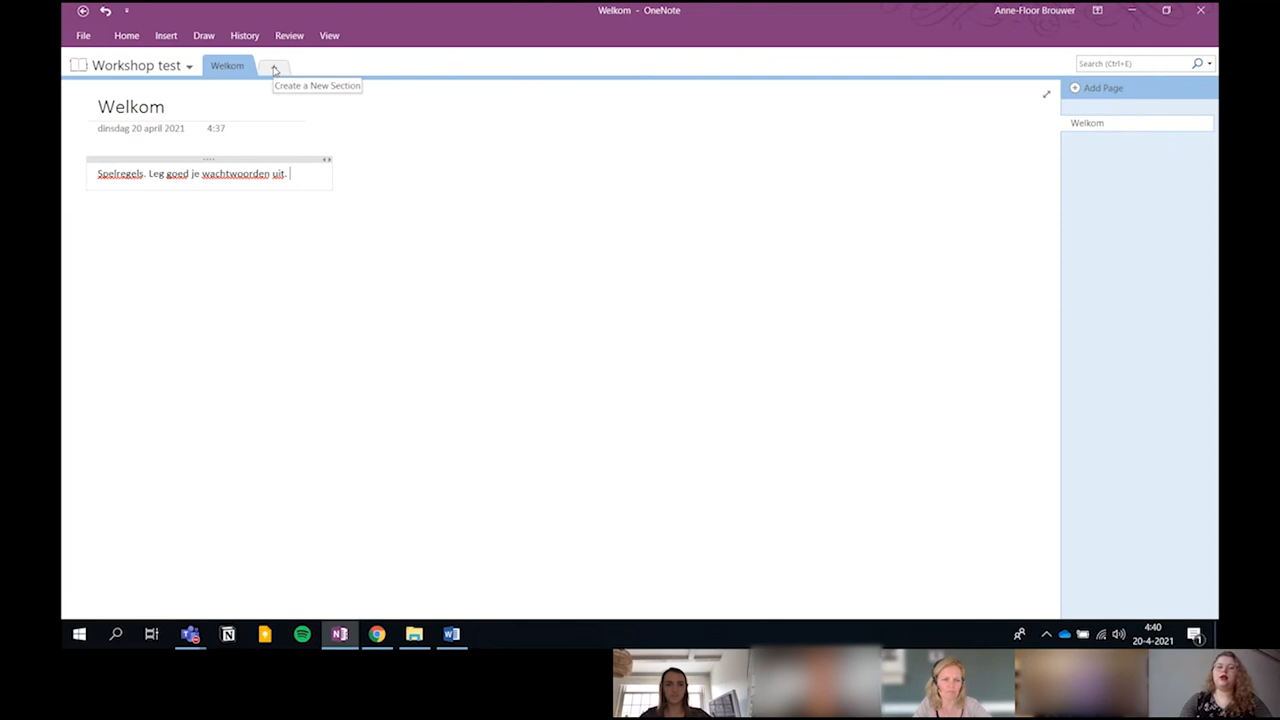 Welkom - OneNote
Anne-Floor Brouwer
File Home Insert Draw History Review View
Workshop test
Welkom
Search (Ctrl+E)
Create a New Section
Add Page
Welkom
Welkom
dinsdag 20 april 2021 4:37
Spelregels. Leg goed je wachtwoorden uit.
4:40
20-4-2021